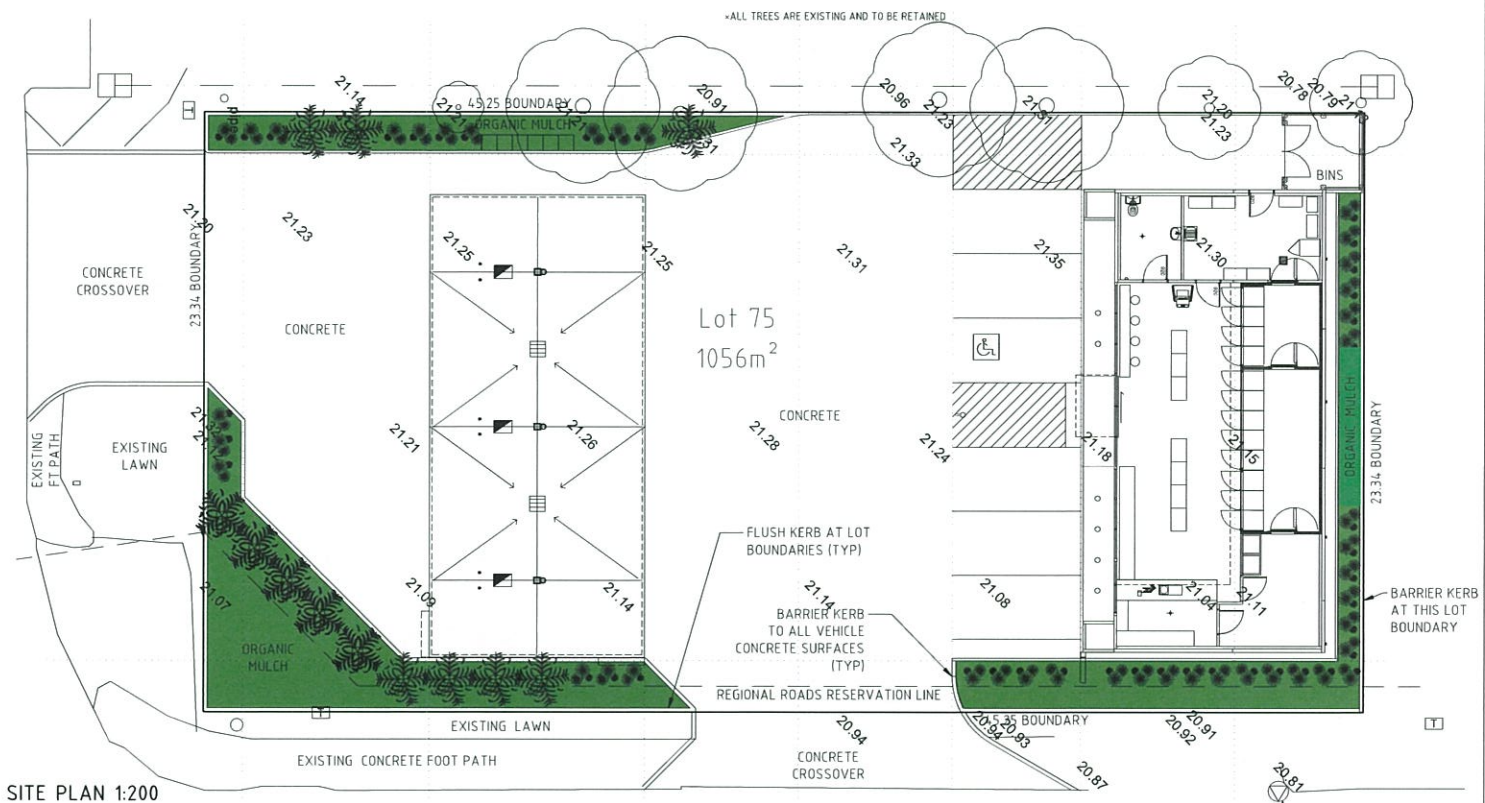 ×ALL TREES ARE EXISTING AND TO BE RETAINED
21.14
45.25 BOUNDARY
20.91
20.96
21.23
21.20
21.23
20.78
20.79
ORGANIC MULCH
21.33
BINS
21.20
21.23
23.34 BOUNDARY
21.25
21.25
21.31
21.35
21.30
CONCRETE
CROSSOVER
CONCRETE
Lot 75
1056m²
ORGANIC MULCH
23.34 BOUNDARY
EXISTING
FT PATH
EXISTING
LAWN
21.21
21.26
21.28
CONCRETE
21.24
21.18
21.15
FLUSH KERB AT LOT
BOUNDARIES (TYP)
21.07
21.09
21.14
21.14
21.08
21.04
21.11
BARRIER KERB
TO ALL VEHICLE
CONCRETE SURFACES
(TYP)
BARRIER KERB
AT THIS LOT
BOUNDARY
ORGANIC
MULCH
REGIONAL ROADS RESERVATION LINE
T
T
EXISTING LAWN
BOUNDARY
20.94
20.94
20.93
20.92
20.91
EXISTING CONCRETE FOOT PATH
CONCRETE
CROSSOVER
20.87
20.81
SITE PLAN 1:200